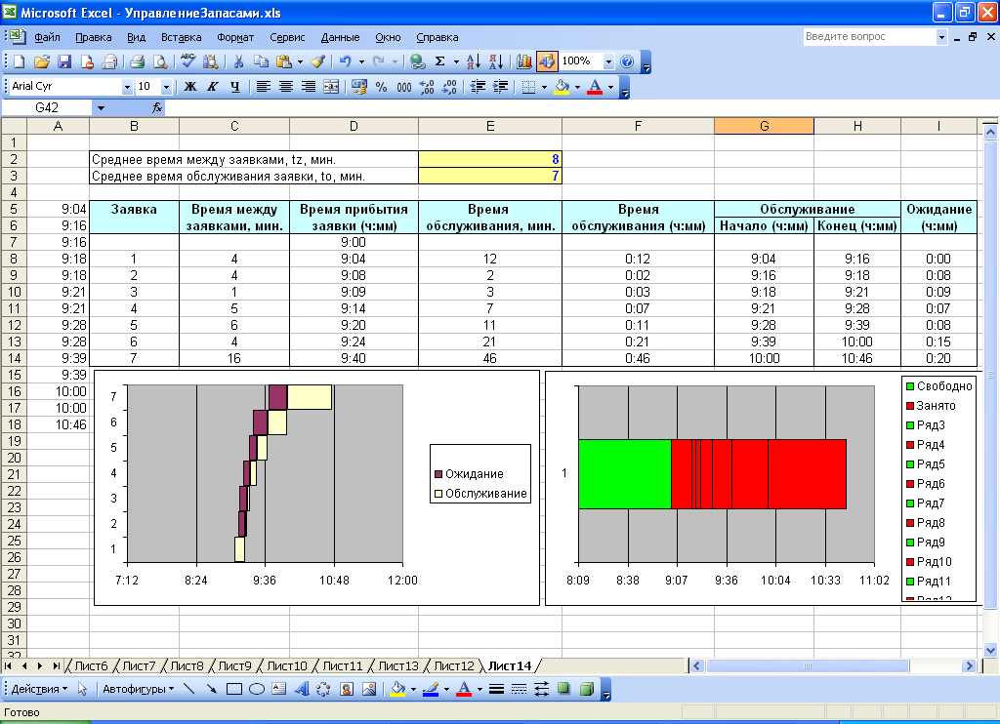 Microsoft Excel - УправлениеЗапасами.xls
Файл Правка Вид Вставка Формат Сервис Данные Окно Справка Введите вопрос
100%
Arial Cyr 10 Ж К Ч % 000
G42 fx
A B C D E F G H I
1
2 Среднее время между заявками, tz, мин. 8
3 Среднее время обслуживания заявки, to, мин. 7
4
5 9:04 Заявка Время между Время прибытия Время Время Обслуживание Ожидание
6 9:16 заявками, мин. заявки (ч:мм) обслуживания, мин. обслуживания (ч:мм) Начало (ч:мм) Конец (ч:мм) (ч:мм)
7 9:16 9:00
8 9:18 1 4 9:04 12 0:12 9:04 9:16 0:00
9 9:18 2 4 9:08 2 0:02 9:16 9:18 0:08
10 9:21 3 1 9:09 3 0:03 9:18 9:21 0:09
11 9:21 4 5 9:14 7 0:07 9:21 9:28 0:07
12 9:28 5 6 9:20 11 0:11 9:28 9:39 0:08
13 9:28 6 4 9:24 21 0:21 9:39 10:00 0:15
14 9:39 7 16 9:40 46 0:46 10:00 10:46 0:20
15 9:39
16 10:00
17 10:00
18 10:46
19
20
21
22
23
24
25
26
27
28
29
30
31
32
7
6
5
4
3
2
1
7:12 8:24 9:36 10:48 12:00
Ожидание
Обслуживание
1
8:09 8:38 9:07 9:36 10:04 10:33 11:02
Свободно
Занято
Ряд3
Ряд4
Ряд5
Ряд6
Ряд7
Ряд8
Ряд9
Ряд10
Ряд11
Ряд12
Лист6 Лист7 Лист8 Лист9 Лист10 Лист11 Лист13 Лист12 Лист14
Действия Автофигуры
Готово